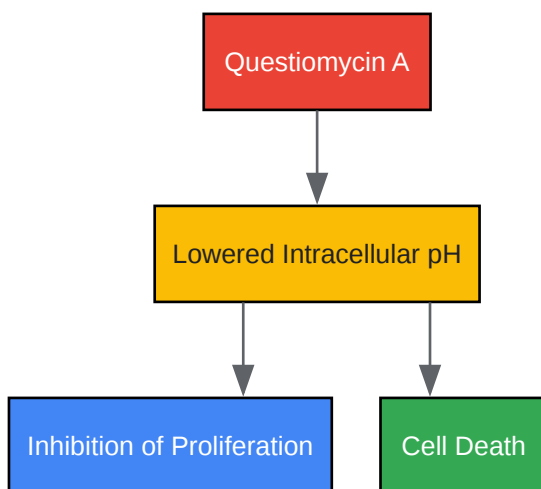 Questiomycin A
Lowered Intracellular pH
Inhibition of Proliferation
Cell Death